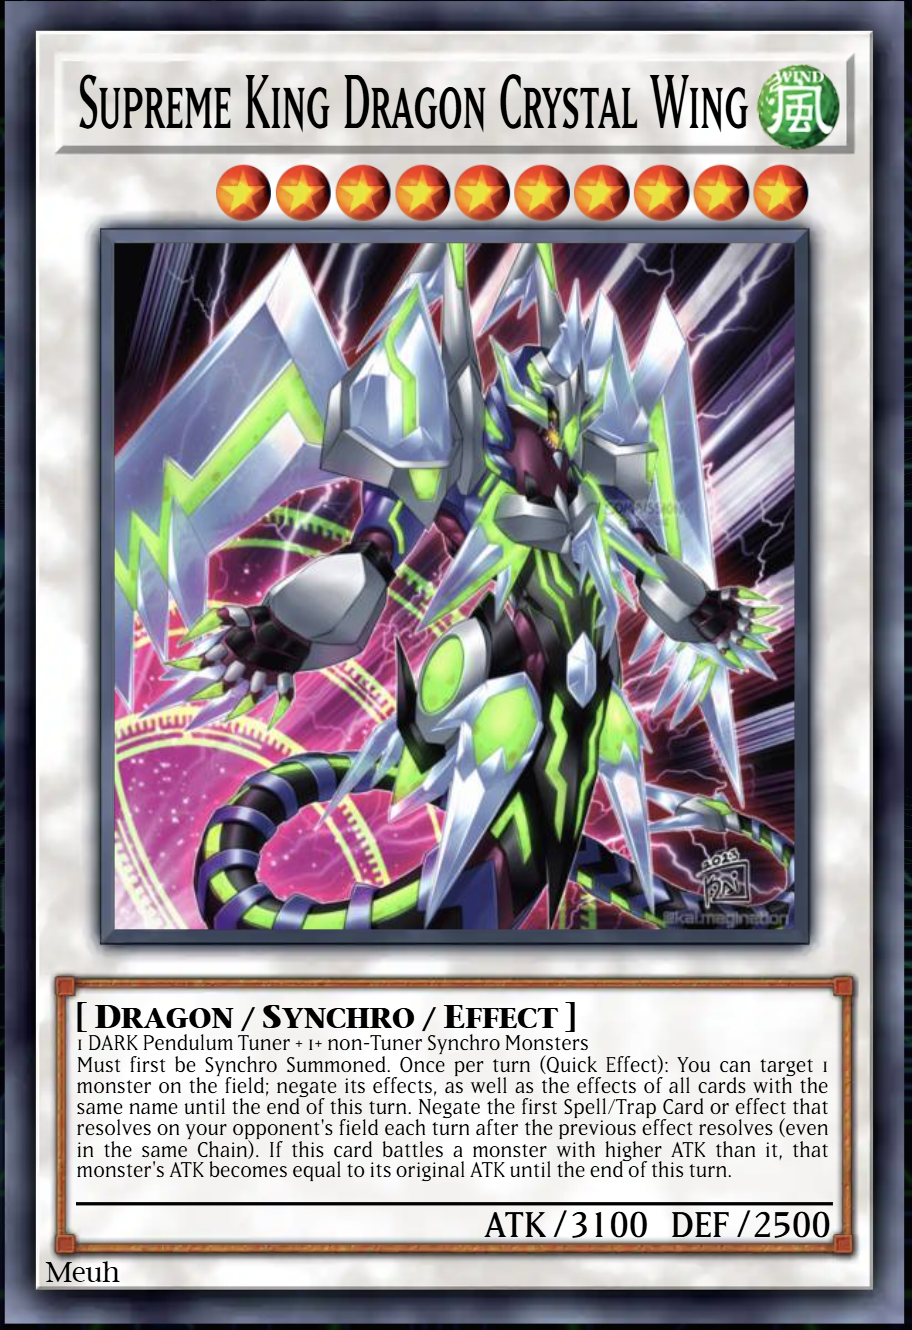 SUPREME KING DRAGON CRYSTAL WING
WIND
風
2023
@kai.magination
[ DRAGON / SYNCHRO / EFFECT ]
1 DARK Pendulum Tuner + 1+ non-Tuner Synchro Monsters
Must first be Synchro Summoned. Once per turn (Quick Effect): You can target 1
monster on the field; negate its effects, as well as the effects of all cards with the
same name until the end of this turn. Negate the first Spell/Trap Card or effect that
resolves on your opponent's field each turn after the previous effect resolves (even
in the same Chain). If this card battles a monster with higher ATK than it, that
monster's ATK becomes equal to its original ATK until the end of this turn.
ATK/3100 DEF/2500
Meuh